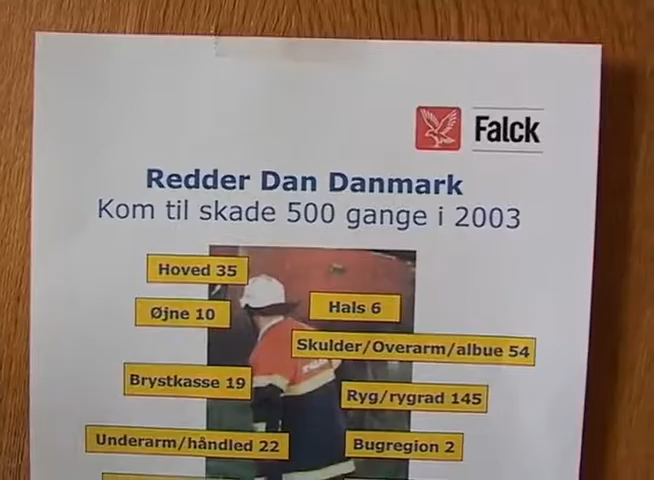 Falck
Redder Dan Danmark
Kom til skade 500 gange i 2003
Hoved 35
Øjne 10
Hals 6
Skulder/Overarm/albue 54
Brystkasse 19
Ryg/rygrad 145
Underarm/håndled 22
Bugregion 2